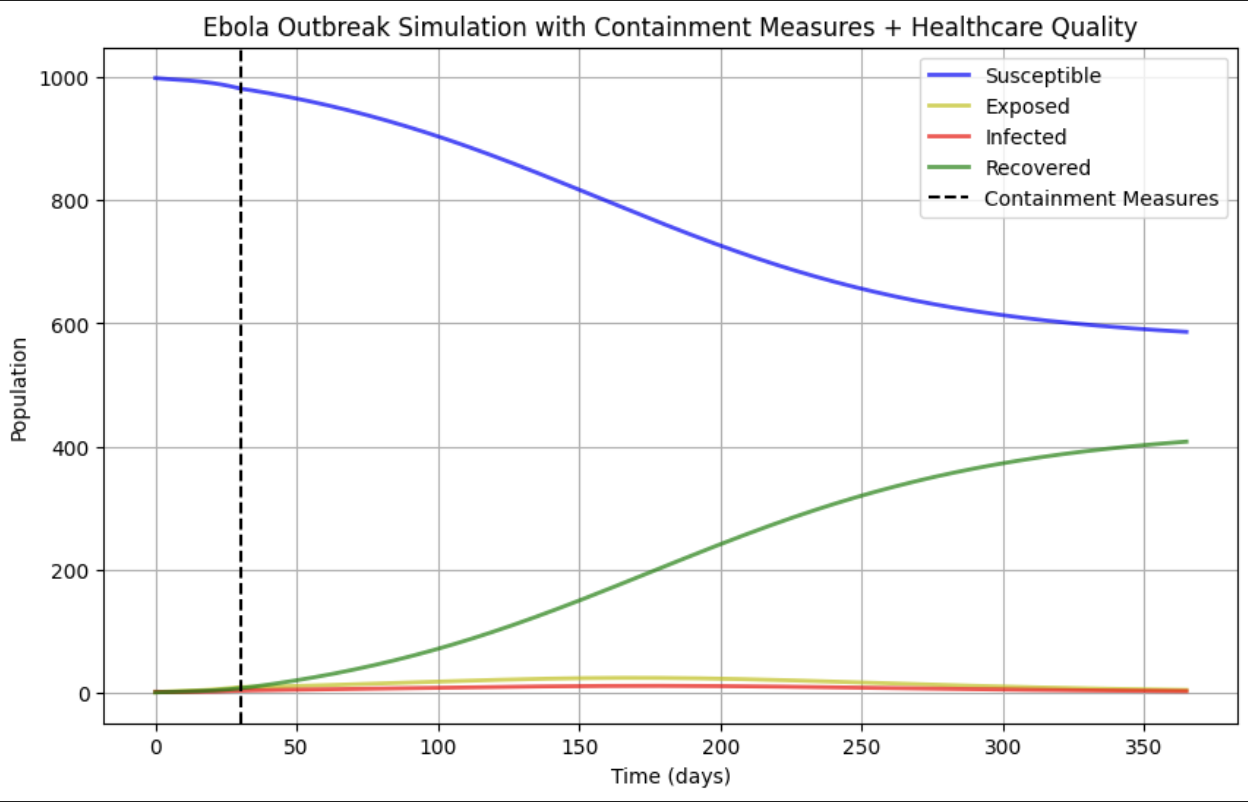 Ebola Outbreak Simulation with Containment Measures + Healthcare Quality
Susceptible
Exposed
Infected
Recovered
Containment Measures
Population
1000
800
600
400
200
0
0 50 100 150 200 250 300 350
Time (days)